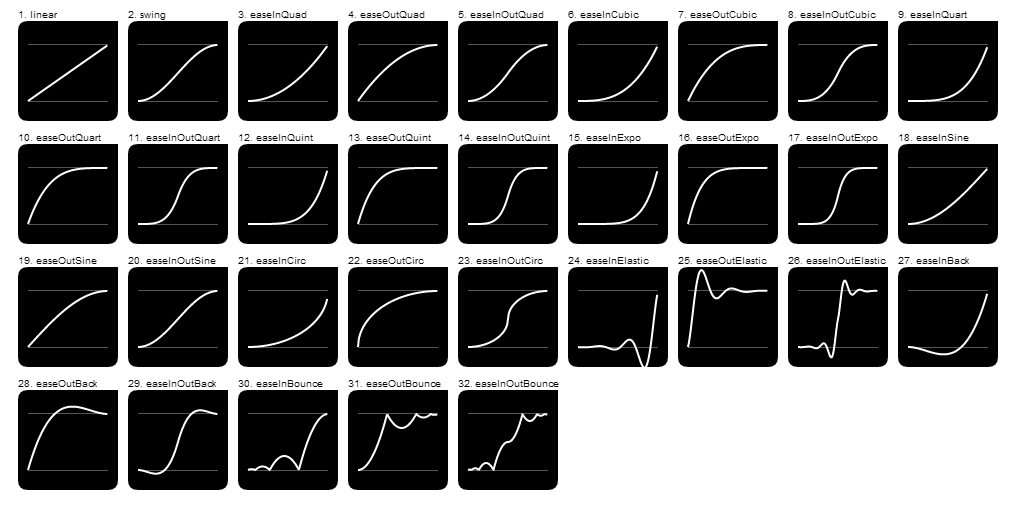 1. linear
2. swing
3. easeInQuad
4. easeOutQuad
5. easeInOutQuad
6. easeInCubic
7. easeOutCubic
8. easeInOutCubic
9. easeInQuart
10. easeOutQuart
11. easeInOutQuart
12. easeInQuint
13. easeOutQuint
14. easeInOutQuint
15. easeInExpo
16. easeOutExpo
17. easeInOutExpo
18. easeInSine
19. easeOutSine
20. easeInOutSine
21. easeInCirc
22. easeOutCirc
23. easeInOutCirc
24. easeInElastic
25. easeOutElastic
26. easeInOutElastic
27. easeInBack
28. easeOutBack
29. easeInOutBack
30. easeInBounce
31. easeOutBounce
32. easeInOutBounce